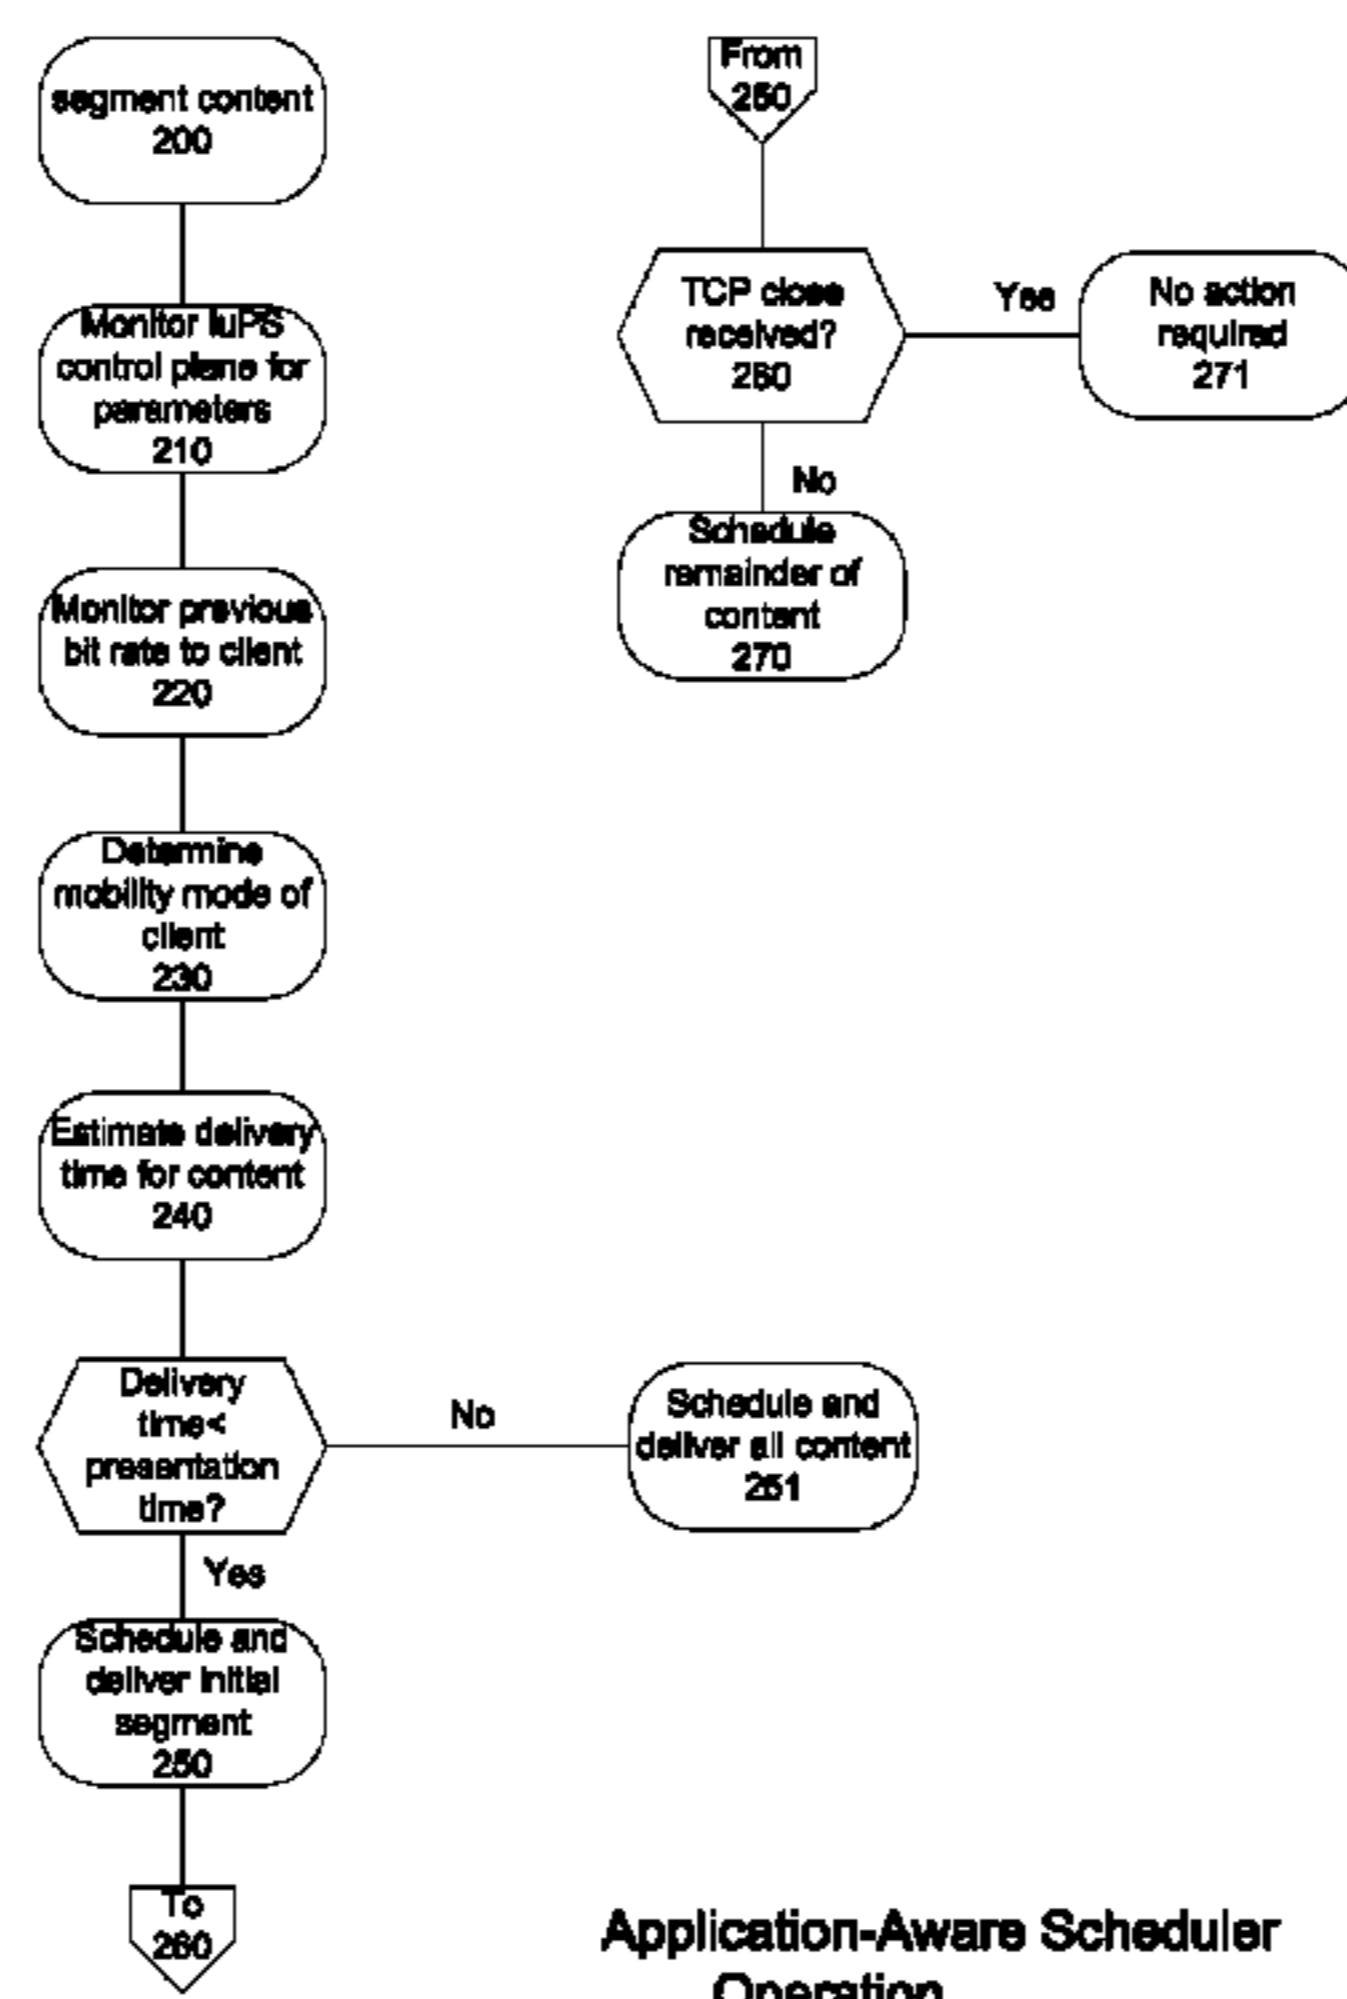 segment content
200
Monitor IuPS
control plane for
parameters
210
Monitor previous
bit rate to client
220
Determine
mobility mode of
client
230
Estimate delivery
time for content
240
Delivery
time<
presentation
time?
No
Schedule and
deliver all content
251
Yes
Schedule and
deliver initial
segment
250
To
260
From
250
TCP close
received?
260
Yes
No action
required
271
No
Schedule
remainder of
content
270
Application-Aware Scheduler
Operation